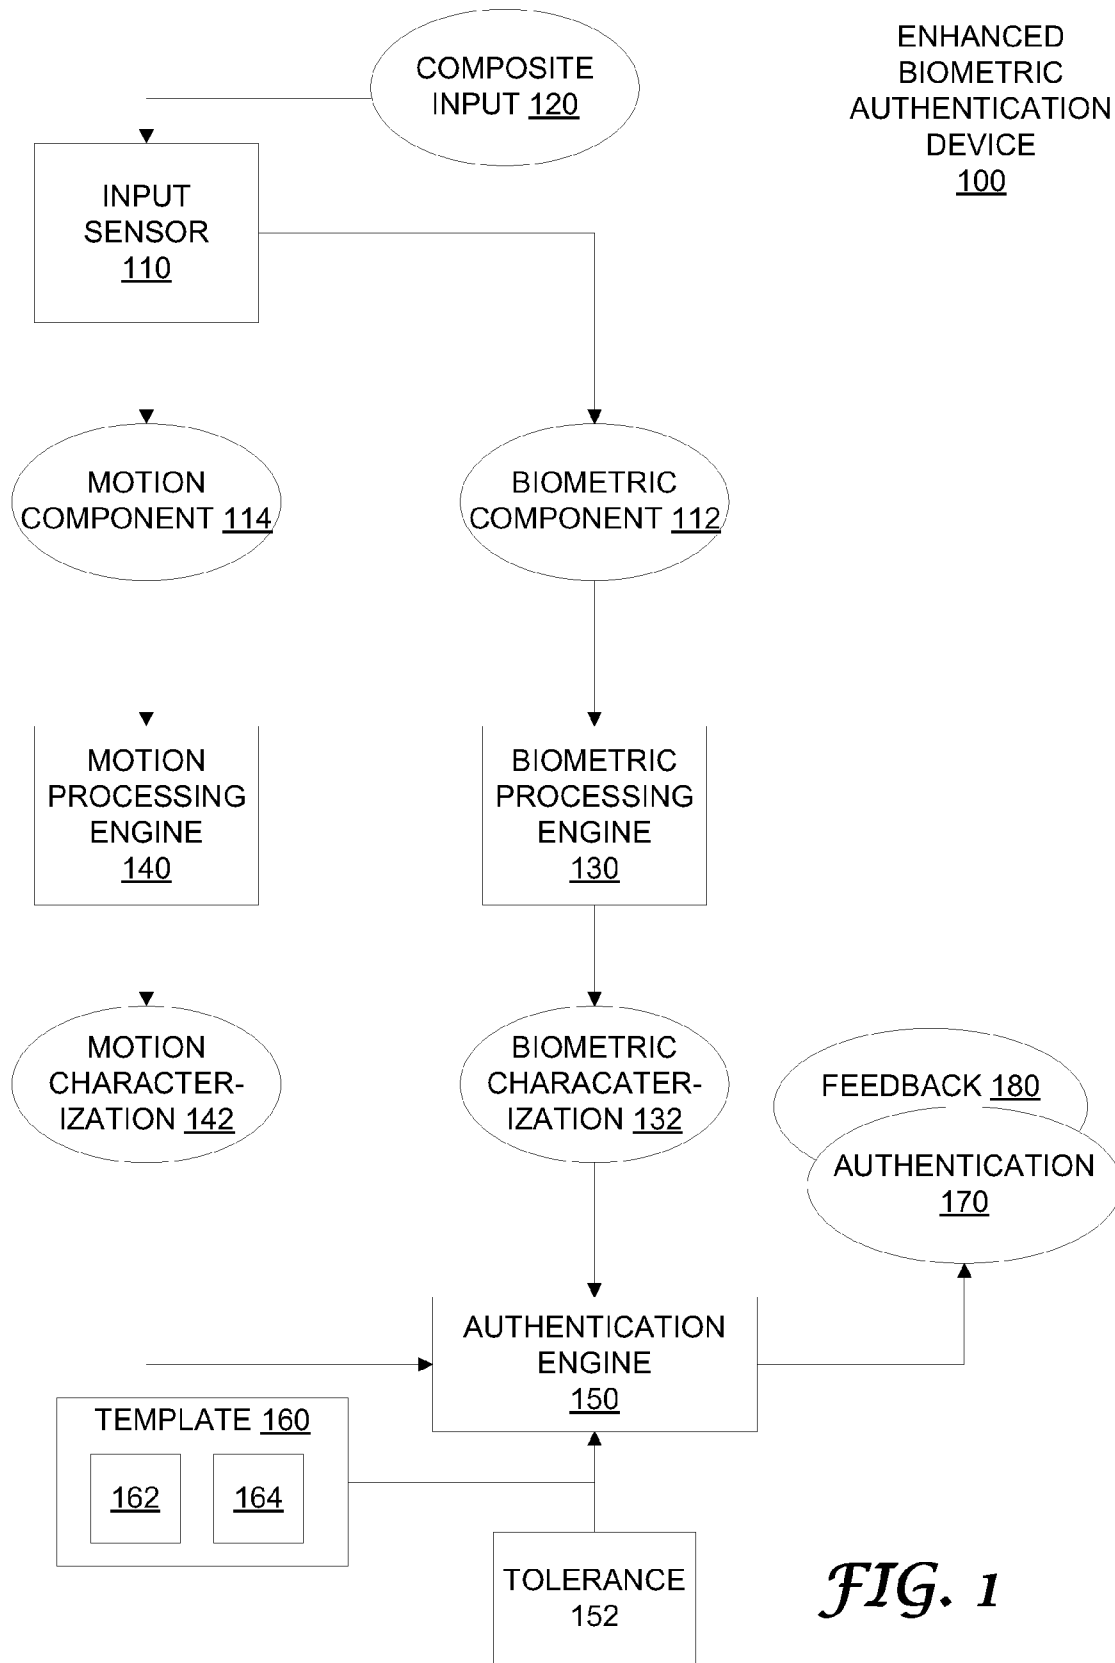 COMPOSITE
INPUT 120
ENHANCED
BIOMETRIC
AUTHENTICATION
DEVICE
100
INPUT
SENSOR
110
MOTION
COMPONENT 114
BIOMETRIC
COMPONENT 112
MOTION
PROCESSING
ENGINE
140
BIOMETRIC
PROCESSING
ENGINE
130
MOTION
CHARACTER-
IZATION 142
BIOMETRIC
CHARACATER-
IZATION 132
FEEDBACK 180
AUTHENTICATION
170
AUTHENTICATION
ENGINE
150
TEMPLATE 160
162
164
TOLERANCE
152
FIG. 1